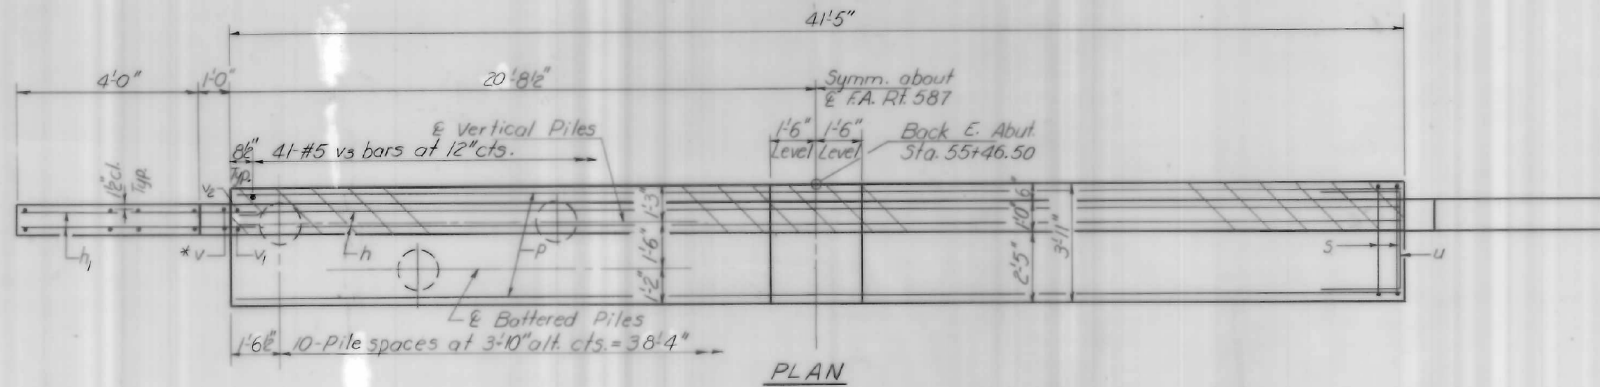 41'-5"
4'-0"
1'-0"
20'-8½"
Symm. about
℄ F.A. Rt. 587
℄ Vertical Piles
1'-6"
Level
1'-6"
Level
Back E. Abut.
Sta. 55+46.50
8½"
Typ.
41-#5 v3 bars at 12" cts.
1½" cl.
Typ.
v2
1'-3"
6"
1'-0"
h1
* v
v1
h
p
1'-6"
3'-11"
2'-5"
s
u
1'-2"
℄ Battered Piles
1'-6½"
10-Pile spaces at 3'-10" alt. cts. = 38'-4"
PLAN